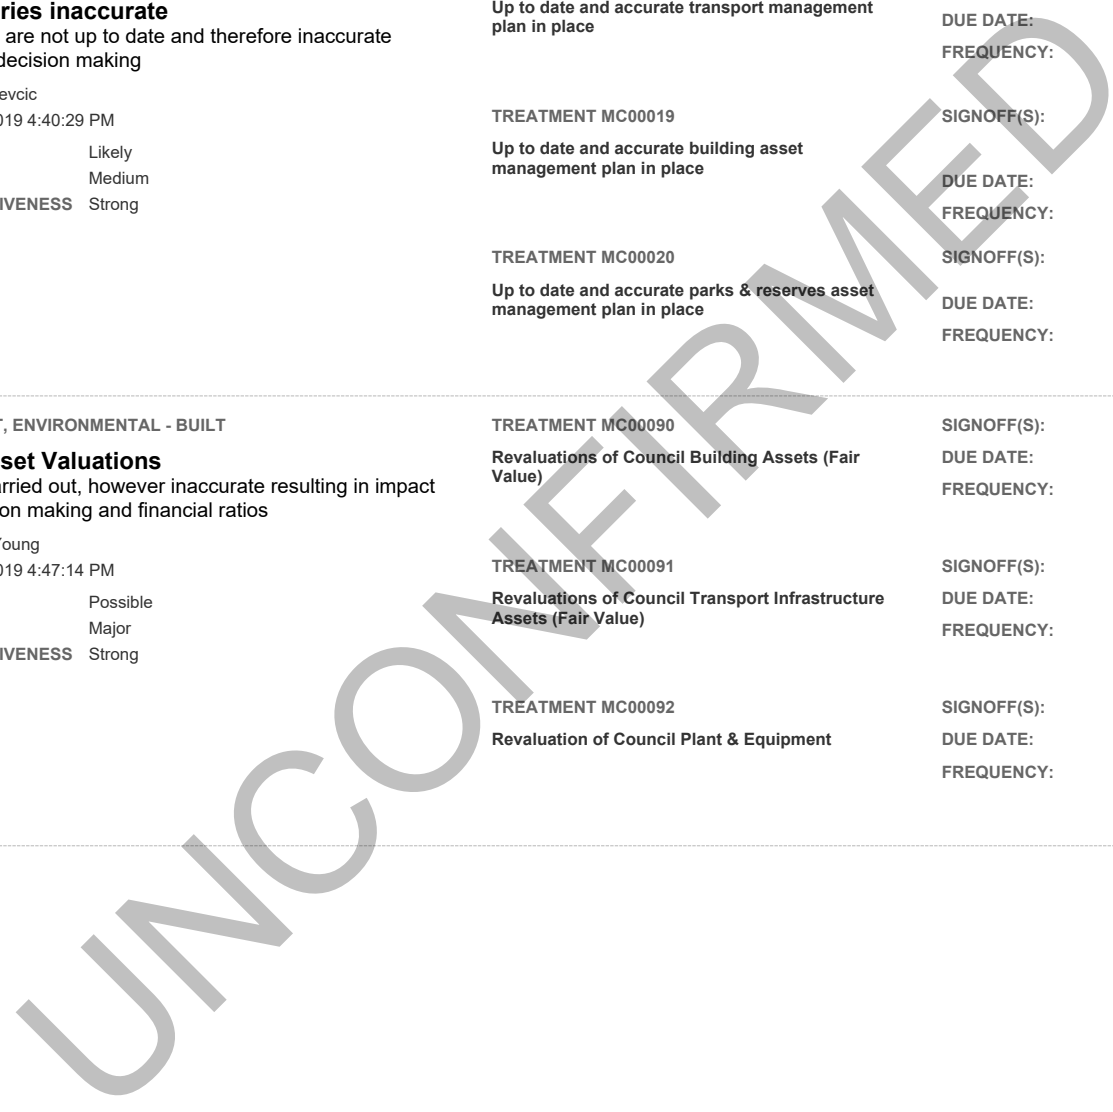 ries inaccurate
are not up to date and therefore inaccurate
decision making
evcic
019 4:40:29 PM
Likely
Medium
IVENESS Strong
Up to date and accurate transport management
plan in place
DUE DATE:
FREQUENCY:
TREATMENT MC00019
SIGNOFF(S):
Up to date and accurate building asset
management plan in place
DUE DATE:
FREQUENCY:
TREATMENT MC00020
SIGNOFF(S):
Up to date and accurate parks & reserves asset
management plan in place
DUE DATE:
FREQUENCY:
T, ENVIRONMENTAL - BUILT
set Valuations
rried out, however inaccurate resulting in impact
on making and financial ratios
Young
019 4:47:14 PM
Possible
Major
IVENESS Strong
TREATMENT MC00090
SIGNOFF(S):
Revaluations of Council Building Assets (Fair
Value)
DUE DATE:
FREQUENCY:
TREATMENT MC00091
SIGNOFF(S):
Revaluations of Council Transport Infrastructure
Assets (Fair Value)
DUE DATE:
FREQUENCY:
TREATMENT MC00092
SIGNOFF(S):
Revaluation of Council Plant & Equipment
DUE DATE:
FREQUENCY:
UNCONFIRMED